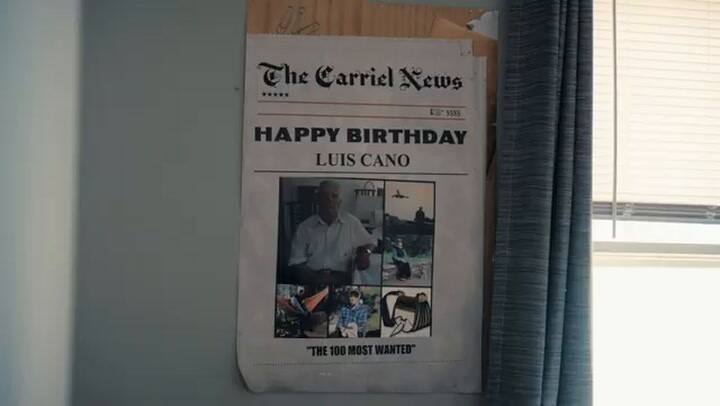 The Carriel News
HAPPY BIRTHDAY
LUIS CANO
"THE 100 MOST WANTED"